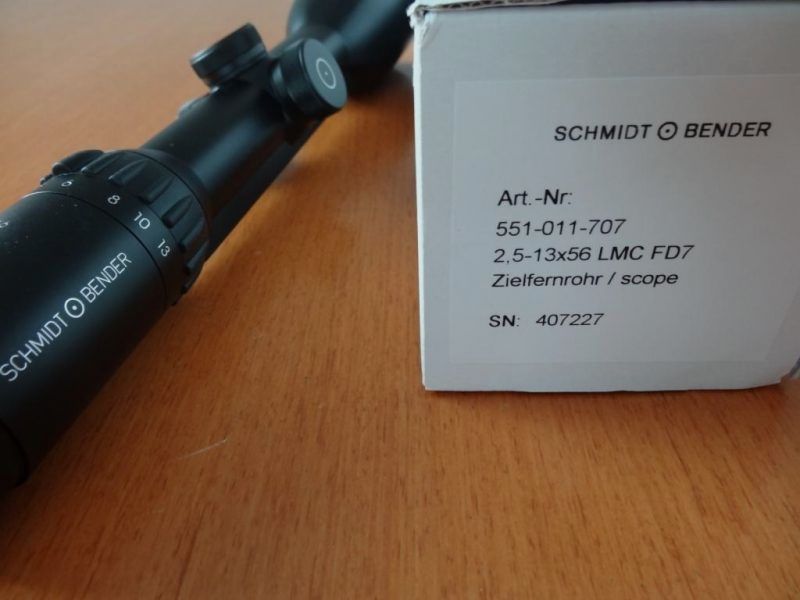 SCHMIDT BENDER
Art.-Nr:
551-011-707
2,5-13x56 LMC FD7
Zielfernrohr / scope
SN: 407227
6 8 10 13
SCHMIDT BENDER